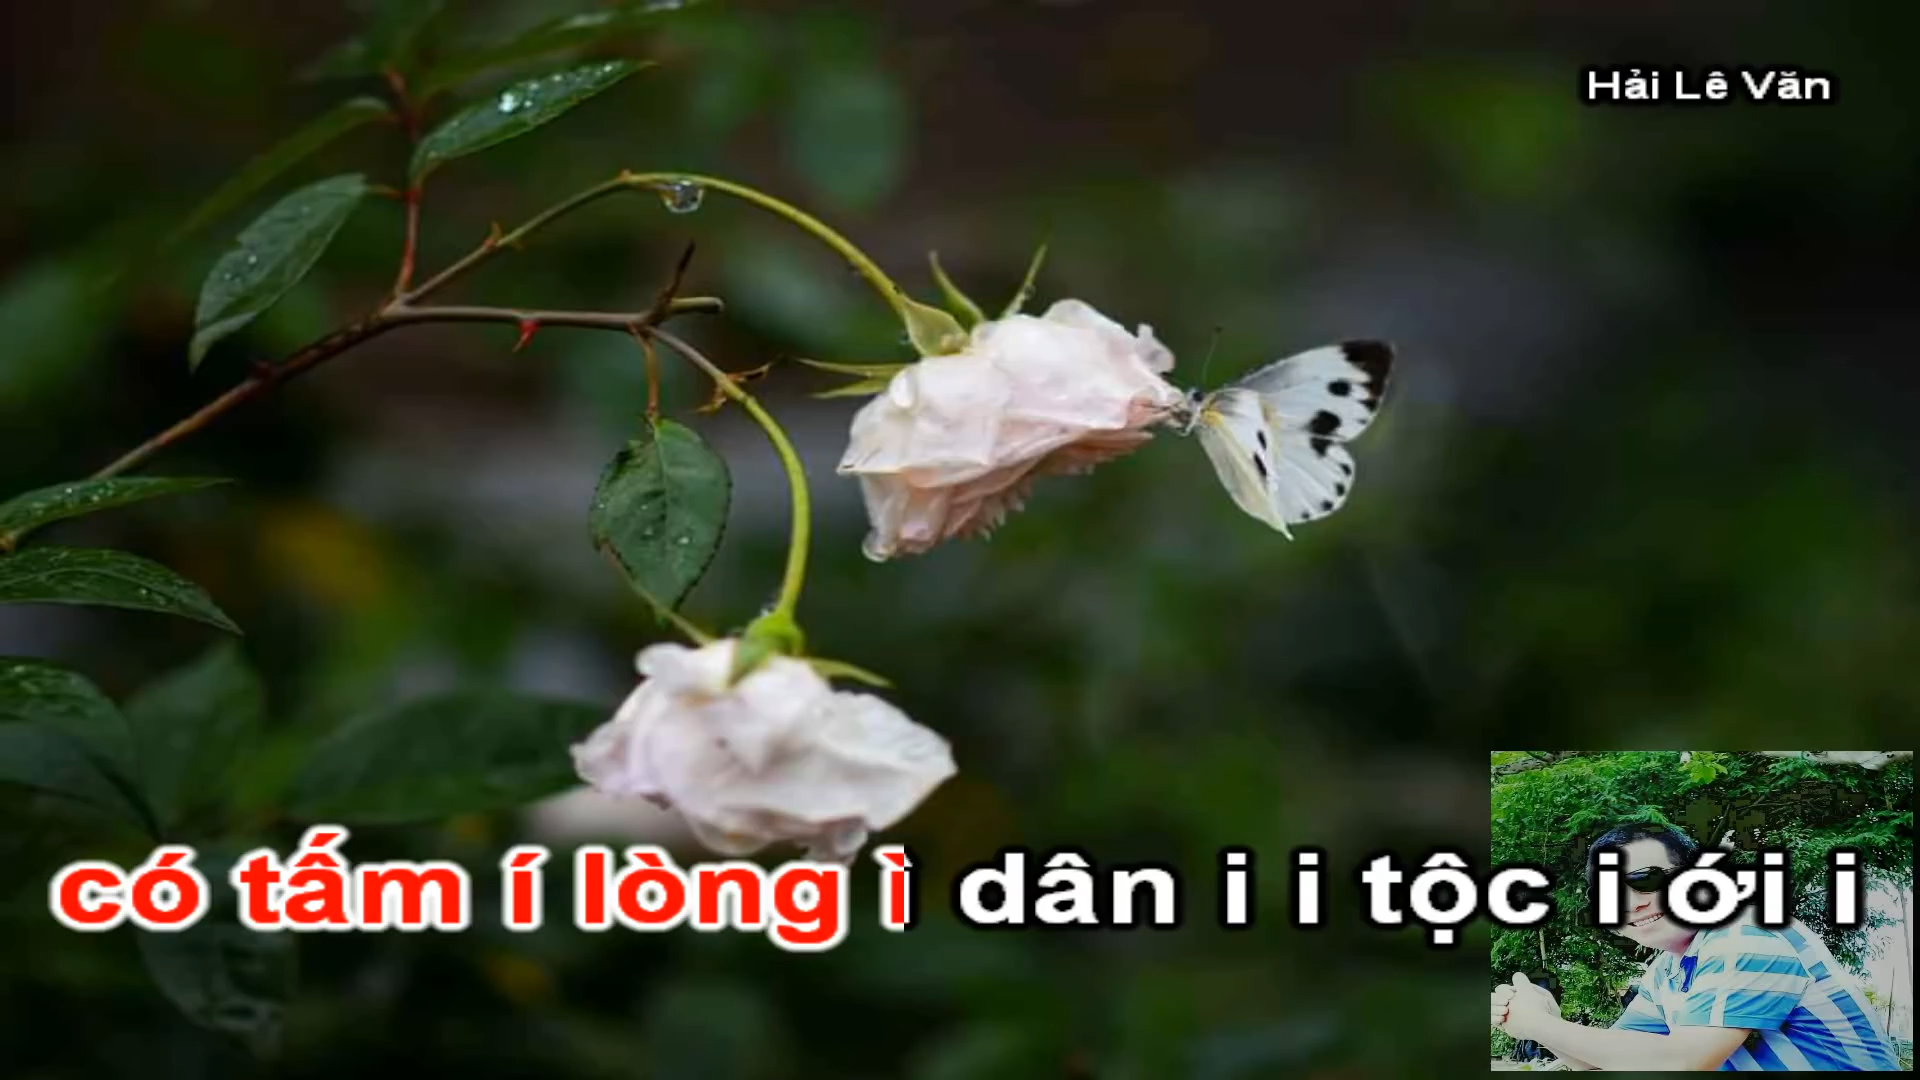 Hải Lê Văn
có tấm í lòng ì dân i i tộc i ới i